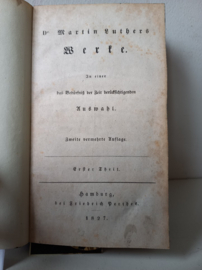 Dr Martin Luthers
Werke.
In einer
das Bedürfniß der Zeit berücksichtigenden
Auswahl.
Zweite vermehrte Auflage.
Erster Theil.
Hamburg,
bei Friedrich Perthes
1827.